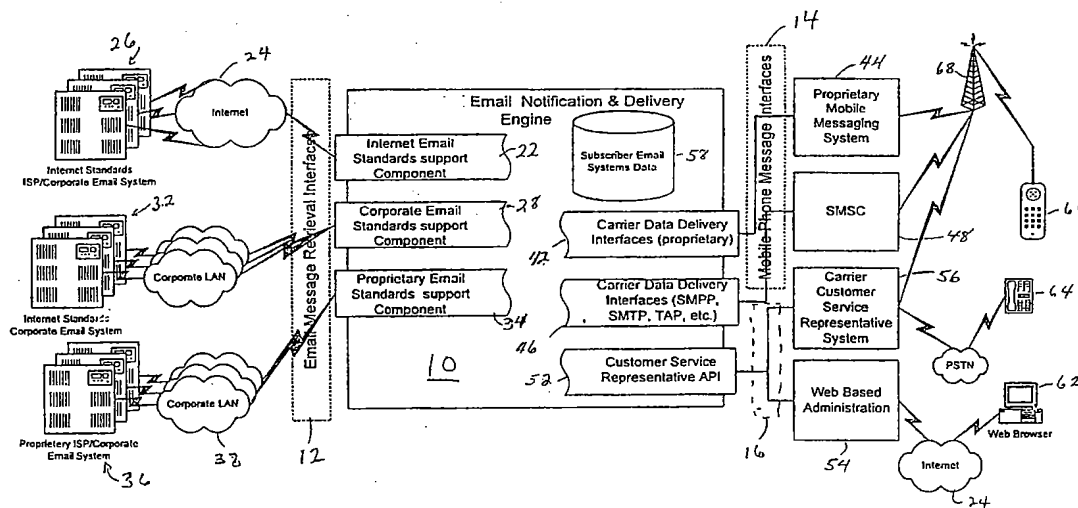 26
24
Internet
Internet Standards
ISP/Corporate Email System
32
Corporate LAN
Internet Standards
Corporate Email System
Corporate LAN
38
Proprietery ISP/Corporate
Email System
36
Email Message Retrieval Interfaces
12
Email Notification & Delivery
Engine
Internet Email
Standards support
Component
22
Corporate Email
Standards support
Component
28
Proprietary Email
Standards support
Component
34
10
Subscriber Email
Systems Data
58
Carrier Data Delivery
Interfaces (proprietary)
42
Carrier Data Delivery
Interfaces (SMPP,
SMTP, TAP, etc.)
46
Customer Service
Representative API
52
14
Mobile Phone Message Interfaces
16
44
Proprietary
Mobile
Messaging
System
SMSC
48
Carrier
Customer
Service
Representative
System
56
Web Based
Administration
54
68
64
PSTN
62
Web Browser
Internet
24